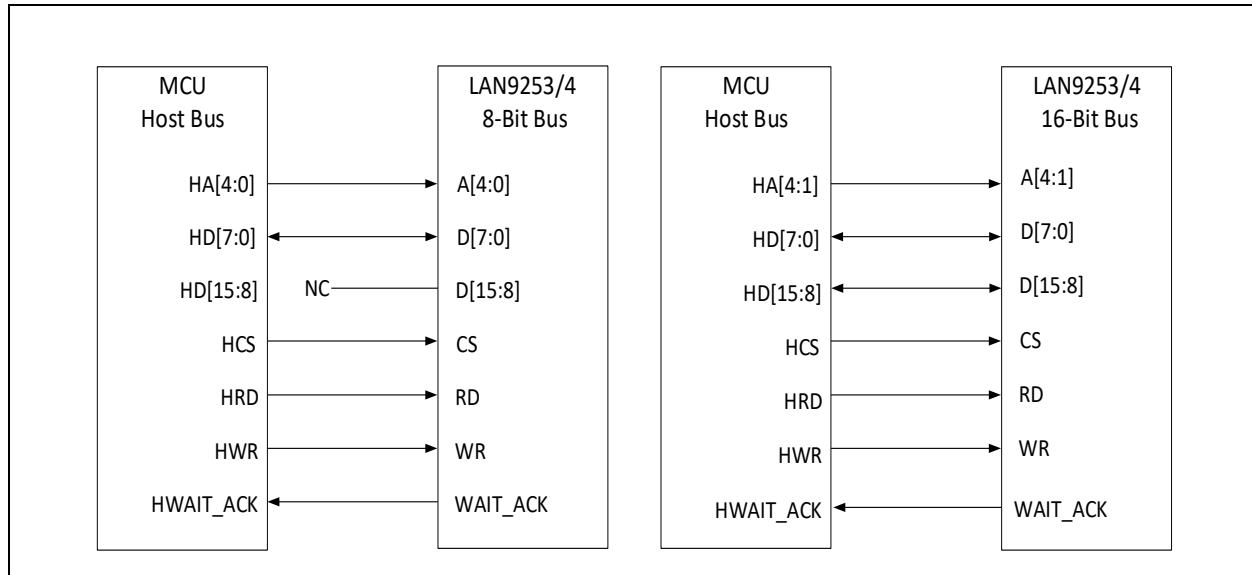 MCU
Host Bus
HA[4:0]
HD[7:0]
HD[15:8]
HCS
HRD
HWR
HWAIT_ACK
NC
LAN9253/4
8-Bit Bus
A[4:0]
D[7:0]
D[15:8]
CS
RD
WR
WAIT_ACK
MCU
Host Bus
HA[4:1]
HD[7:0]
HD[15:8]
HCS
HRD
HWR
HWAIT_ACK
LAN9253/4
16-Bit Bus
A[4:1]
D[7:0]
D[15:8]
CS
RD
WR
WAIT_ACK